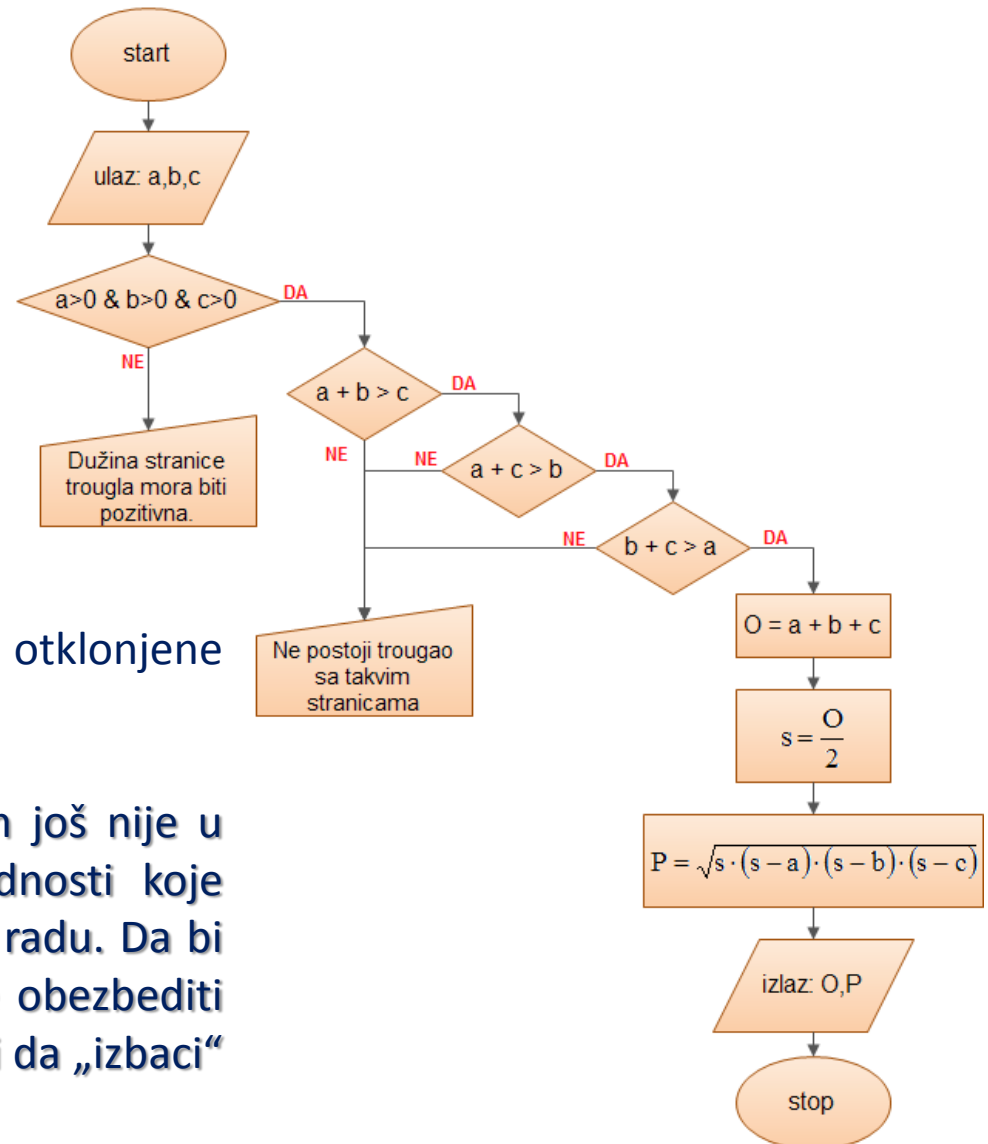 start
ulaz: a,b,c
a>0 & b>0 & c>0
DA
NE
a + b > c
DA
NE
Dužina stranice
trougla mora biti
pozitivna.
a + c > b
NE
DA
b + c > a
NE
DA
Ne postoji trougao
sa takvim
stranicama
O = a + b + c
s = O/2
P = √s·(s−a)·(s−b)·(s−c)
izlaz: O,P
stop
otklonjene
još nije u
dnosti koje
radu. Da bi
obezbediti
i da „izbaci“